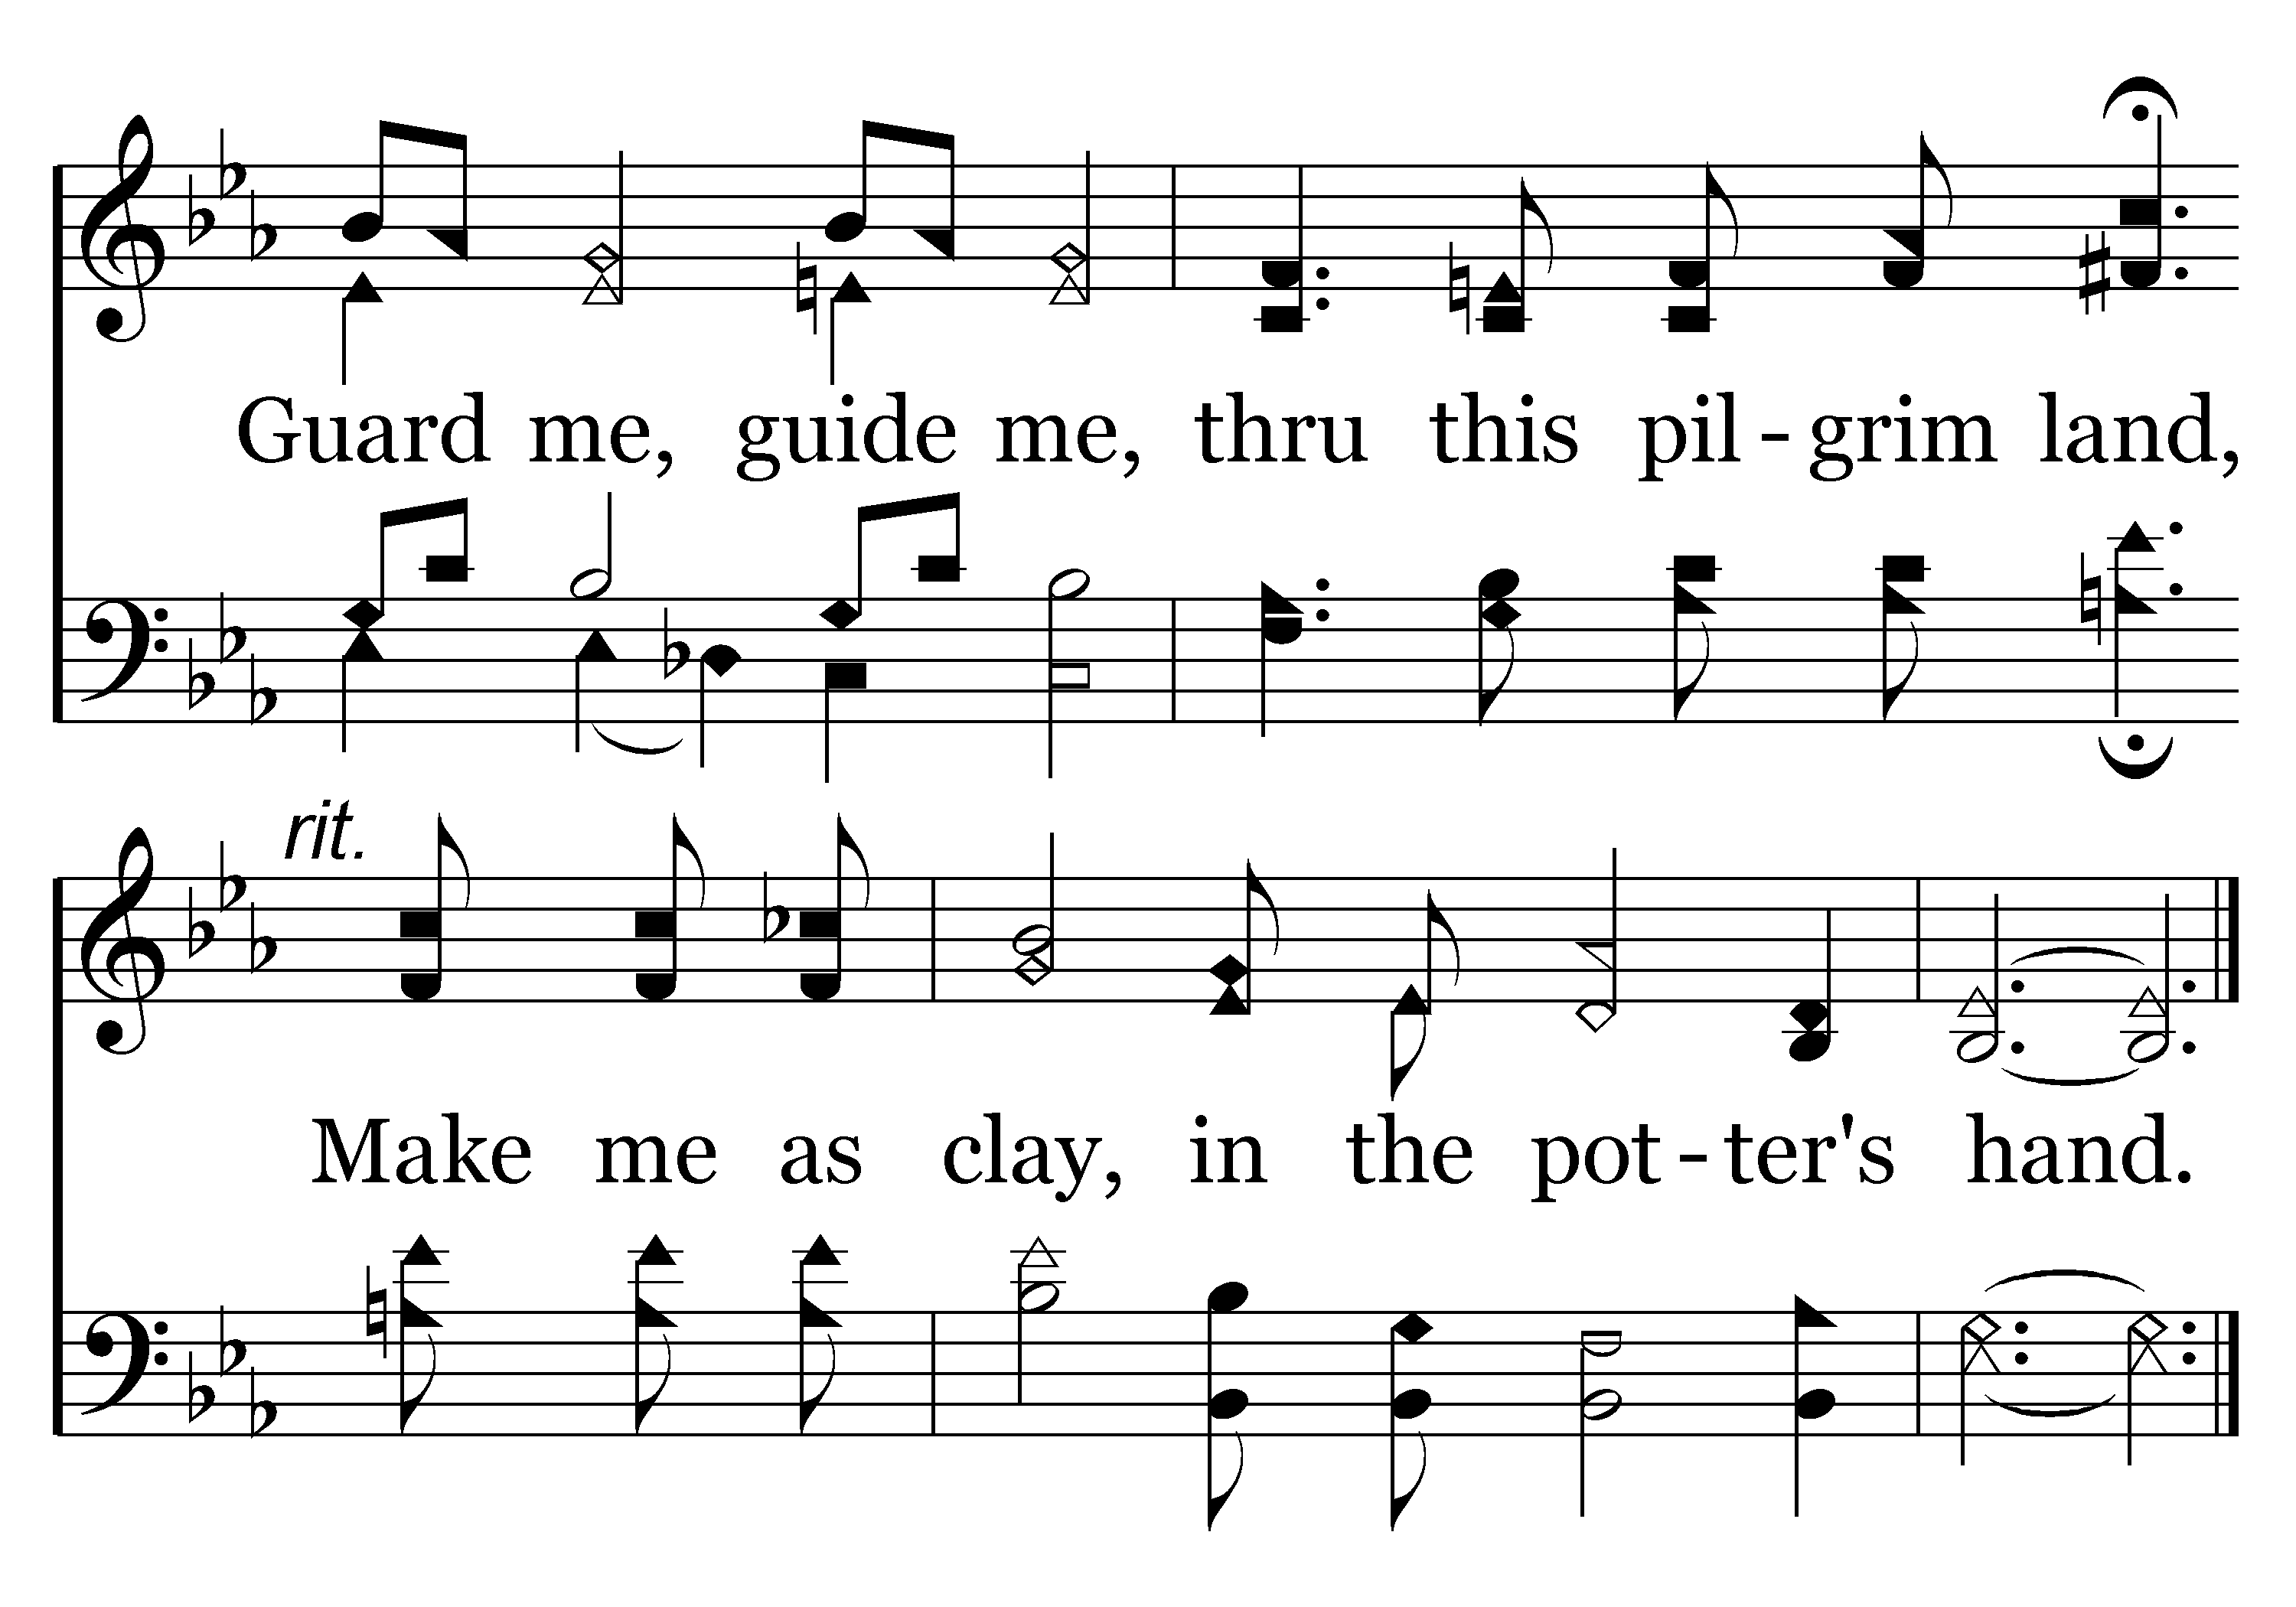 Guard me, guide me, thru this pil - grim land,
rit.
Make me as clay, in the pot - ter's hand.